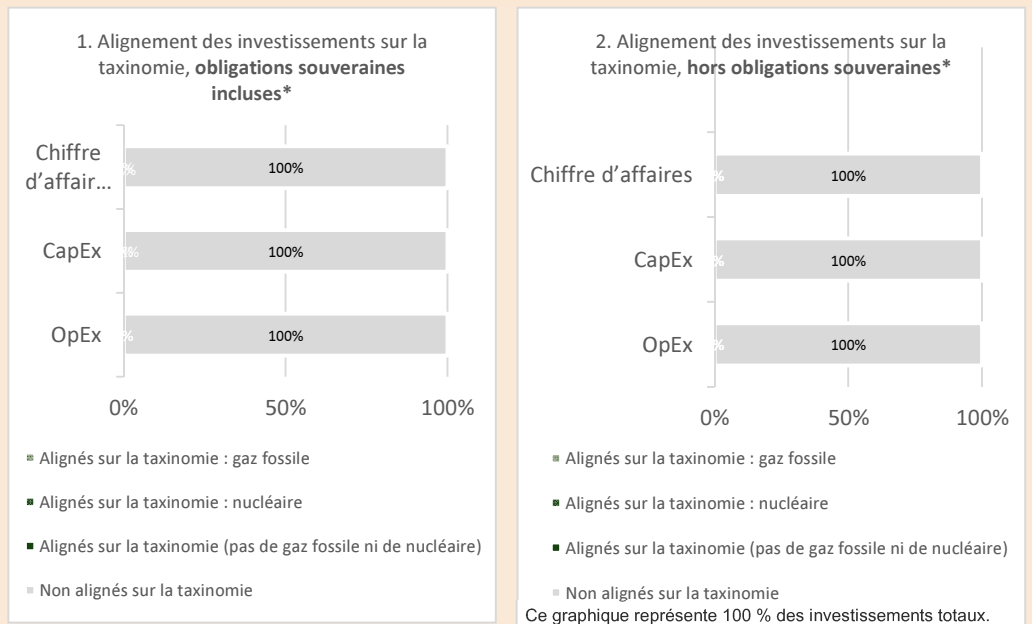 1. Alignement des investissements sur la
taxinomie, obligations souveraines
incluses*
Chiffre
d’affair...
100%
CapEx
100%
OpEx
100%
0%
50%
100%
Alignés sur la taxinomie : gaz fossile
Alignés sur la taxinomie : nucléaire
Alignés sur la taxinomie (pas de gaz fossile ni de nucléaire)
Non alignés sur la taxinomie
2. Alignement des investissements sur la
taxinomie, hors obligations souveraines*
Chiffre d’affaires
100%
CapEx
100%
OpEx
100%
0%
50%
100%
Alignés sur la taxinomie : gaz fossile
Alignés sur la taxinomie : nucléaire
Alignés sur la taxinomie (pas de gaz fossile ni de nucléaire)
Non alignés sur la taxinomie
Ce graphique représente 100 % des investissements totaux.